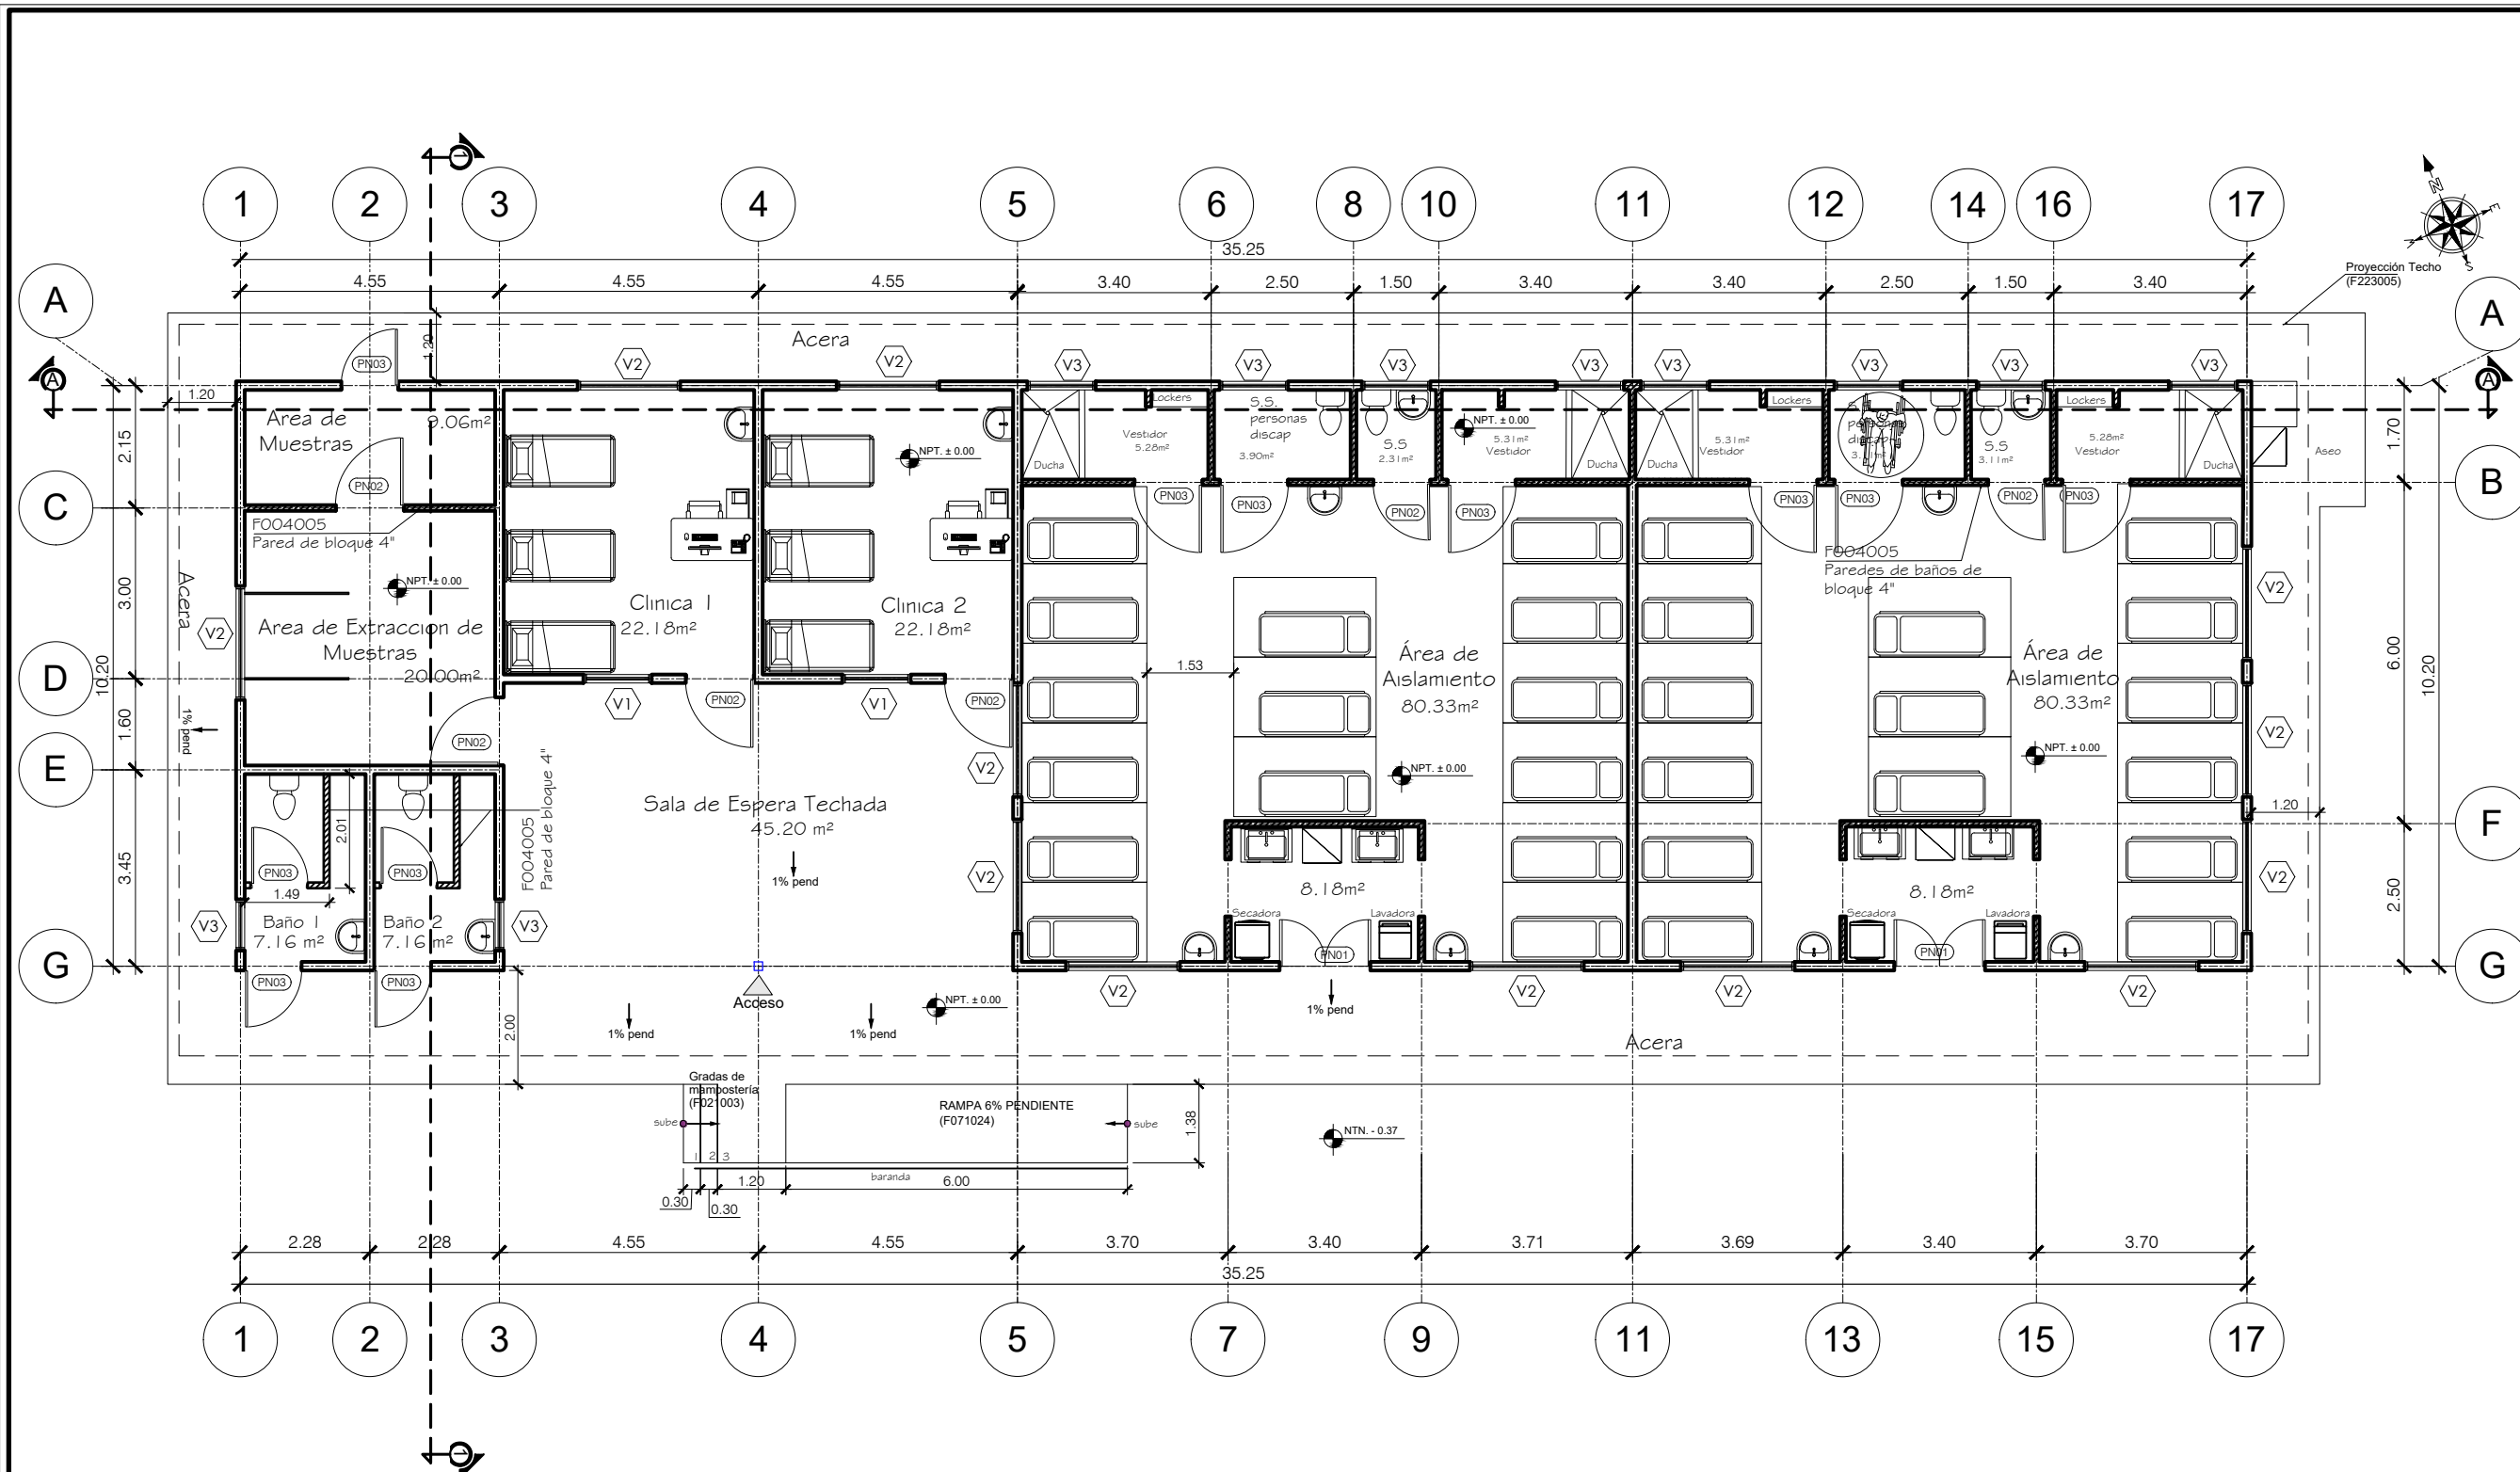 1 2 3 4 5 6 8 10 11 12 14 16 17
N
E
S
35.25
4.55 4.55 4.55 3.40 2.50 1.50 3.40 3.40 2.50 1.50 3.40
Proyección Techo
(F223005)
A A
Acera
1.20
PN03 V2 V2 V3 V3 V3 V3 V3 V3 V3 V3
A A
1.20
Area de
Muestras
9.06m²
PN02
2.15
C
F004005
Pared de bloque 4"
NPT. ± 0.00
Lockers
Vestidor
5.28m²
Ducha
S.S.
personas
discap
3.90m²
S.S
2.31m²
NPT. ± 0.00
5.31m²
Vestidor
Ducha
Ducha
5.31m²
Vestidor
Lockers
personas
discap
S.S
3.11m²
Lockers
5.28m²
Vestidor
Ducha
Aseo
1.70
B
PN03 PN03 PN02 PN03 PN03 PN03 PN02 PN03
F004005
Paredes de baños de
bloque 4"
Acera
3.00
NPT. ± 0.00
V2
Area de Extraccion de
Muestras
20.00m²
Clinica 1
22.18m²
Clinica 2
22.18m²
1.53
Área de
Aislamiento
80.33m²
Área de
Aislamiento
80.33m²
V2
6.00
10.20
D
10.20
1.60
1% pend
V1 PN02 V1 PN02
PN02
V2
V2
NPT. ± 0.00
NPT. ± 0.00
E
F004005
Pared de bloque 4"
Sala de Espera Techada
45.20 m²
1% pend
1.20
F
3.45
2.01
PN03 PN03
1.49
V2
V2
8.18m²
8.18m²
Secadora Lavadora Secadora Lavadora
2.50
V3
Baño 1
7.16 m²
Baño 2
7.16 m²
V3
PN01 PN01
G G
PN03 PN03
Acceso
NPT. ± 0.00
V2 V2 V2 V2
1% pend
1% pend 1% pend
2.00
Acera
Gradas de
mampostería
(F021003)
sube
RAMPA 6% PENDIENTE
(F071024)
sube
1.38
NTN. - 0.37
1 2 3
baranda
1.20 6.00
0.30
0.30
2.28 2.28 4.55 4.55 3.70 3.40 3.71 3.69 3.40 3.70
35.25
1 2 3 4 5 7 9 11 13 15 17
1
1